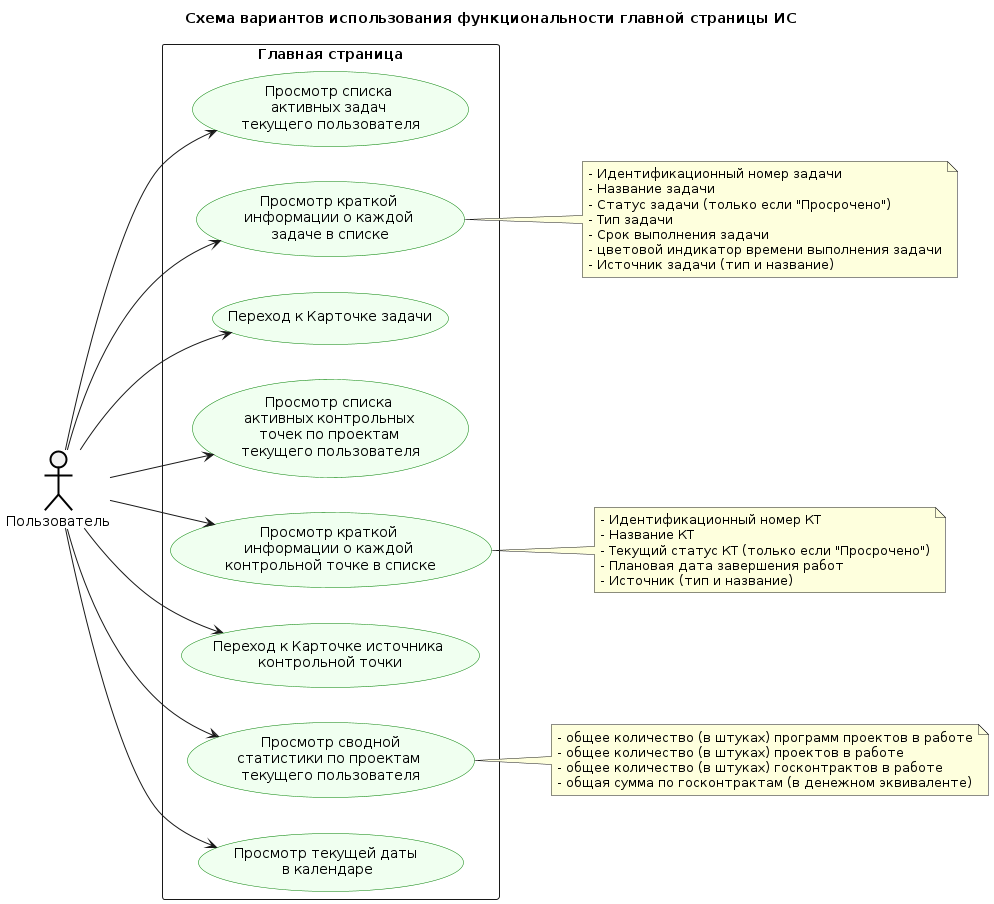 Схема вариантов использования функциональности главной страницы ИС
Главная страница
Просмотр списка
активных задач
текущего пользователя
Просмотр краткой
информации о каждой
задаче в списке
- Идентификационный номер задачи
- Название задачи
- Статус задачи (только если "Просрочено")
- Тип задачи
- Срок выполнения задачи
- цветовой индикатор времени выполнения задачи
- Источник задачи (тип и название)
Переход к Карточке задачи
Просмотр списка
активных контрольных
точек по проектам
текущего пользователя
Пользователь
Просмотр краткой
информации о каждой
контрольной точке в списке
- Идентификационный номер КТ
- Название КТ
- Текущий статус КТ (только если "Просрочено")
- Плановая дата завершения работ
- Источник (тип и название)
Переход к Карточке источника
контрольной точки
Просмотр сводной
статистики по проектам
текущего пользователя
- общее количество (в штуках) программ проектов в работе
- общее количество (в штуках) проектов в работе
- общее количество (в штуках) госконтрактов в работе
- общая сумма по госконтрактам (в денежном эквиваленте)
Просмотр текущей даты
в календаре